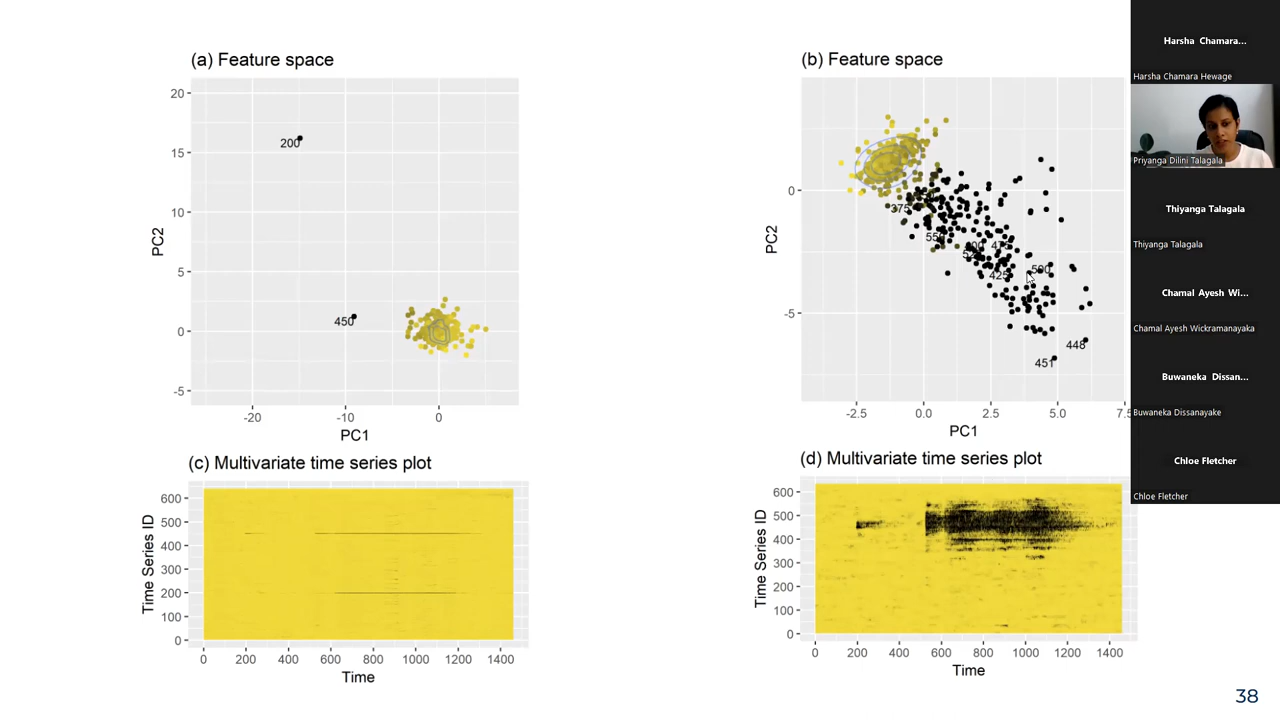 (a) Feature space
20
15
10
5
0
-5
PC2
200
450
-20
-10
0
PC1
(b) Feature space
0
-5
PC2
375
425
448
451
-2.5
0.0
2.5
5.0
7.5
PC1
(c) Multivariate time series plot
600
500
400
300
200
100
0
Time Series ID
0
200
400
600
800
1000
1200
1400
Time
(d) Multivariate time series plot
600
500
400
300
200
100
0
Time Series ID
0
200
400
600
800
1000
1200
1400
Time
38
Harsha Chamara...
Harsha Chamara Hewage
Priyanga Dilini Talagala
Thiyanga Talagala
Thiyanga Talagala
Chamal Ayesh Wi...
Chamal Ayesh Wickramanayaka
Buwaneka Dissan...
Buwaneka Dissanayake
Chloe Fletcher
Chloe Fletcher